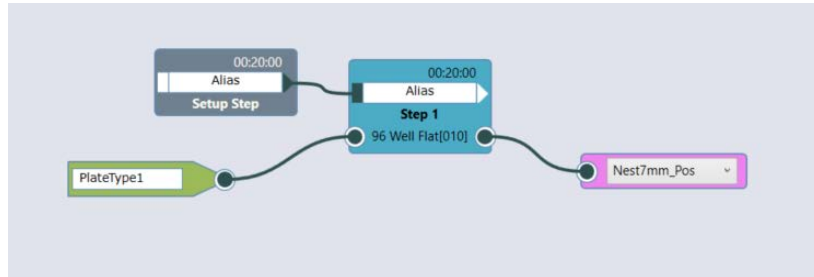 00:20:00
Alias
Setup Step
00:20:00
Alias
Step 1
96 Well Flat[010]
PlateType1
Nest7mm_Pos